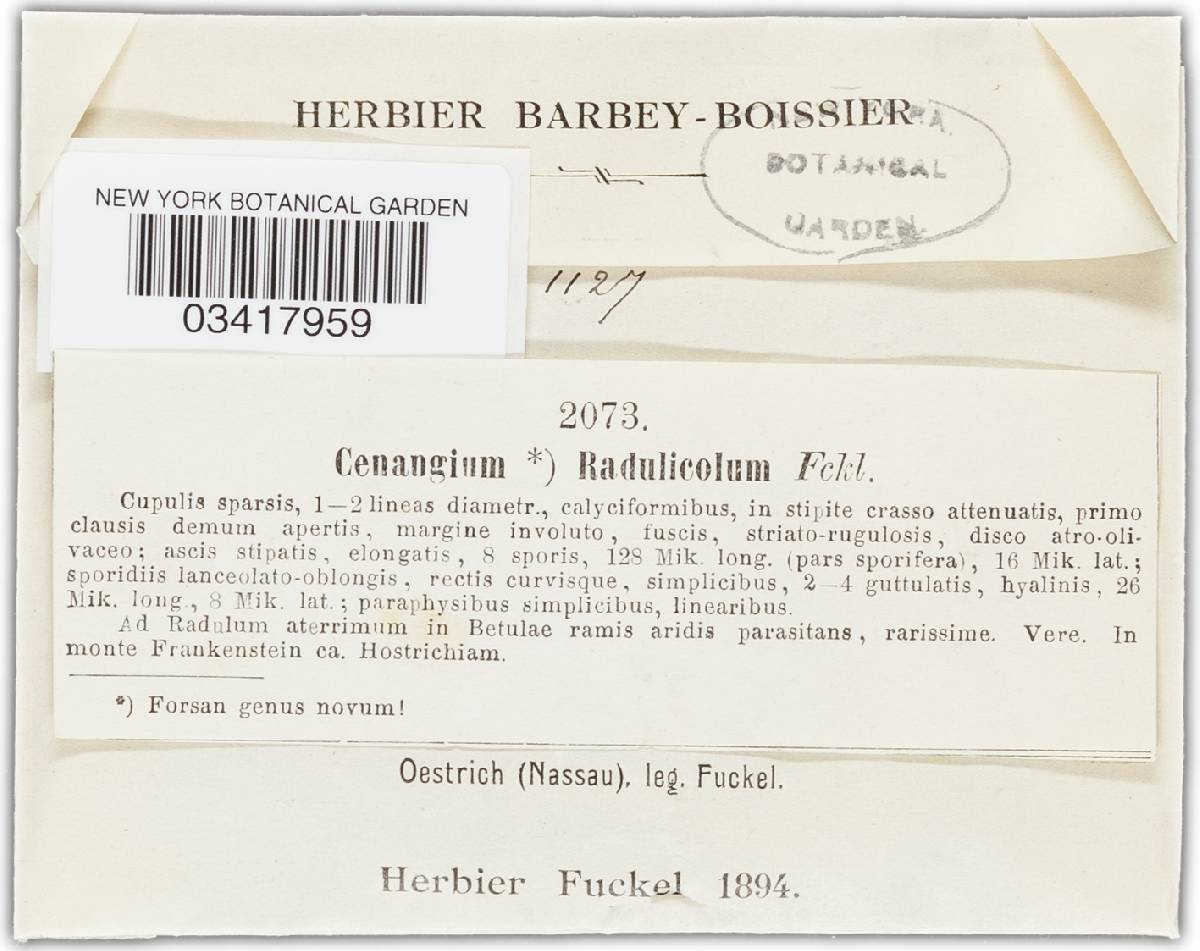 HERBIER BARBEY-BOISSIER
BOTANICAL
GARDEN
NEW YORK BOTANICAL GARDEN
03417959
1127
2073.
Cenangium *) Radulicolum Fckl.
Cupulis sparsis, 1—2 lineas diametr., calyciformibus, in stipite crasso attenuatis, primo
clausis demum apertis, margine involuto, fuscis, striato-rugulosis, disco atro-oli-
vaceo; ascis stipatis, elongatis, 8 sporis, 128 Mik. long. (pars sporifera), 16 Mik. lat.;
sporidiis lanceolato-oblongis, rectis curvisque, simplicibus, 2—4 guttulatis, hyalinis, 26
Mik. long., 8 Mik. lat.; paraphysibus simplicibus, linearibus.
Ad Radulum aterrimum in Betulae ramis aridis parasitans, rarissime. Vere. In
monte Frankenstein ca. Hostrichiam.
*) Forsan genus novum!
Oestrich (Nassau), leg. Fuckel.
Herbier Fuckel 1894.